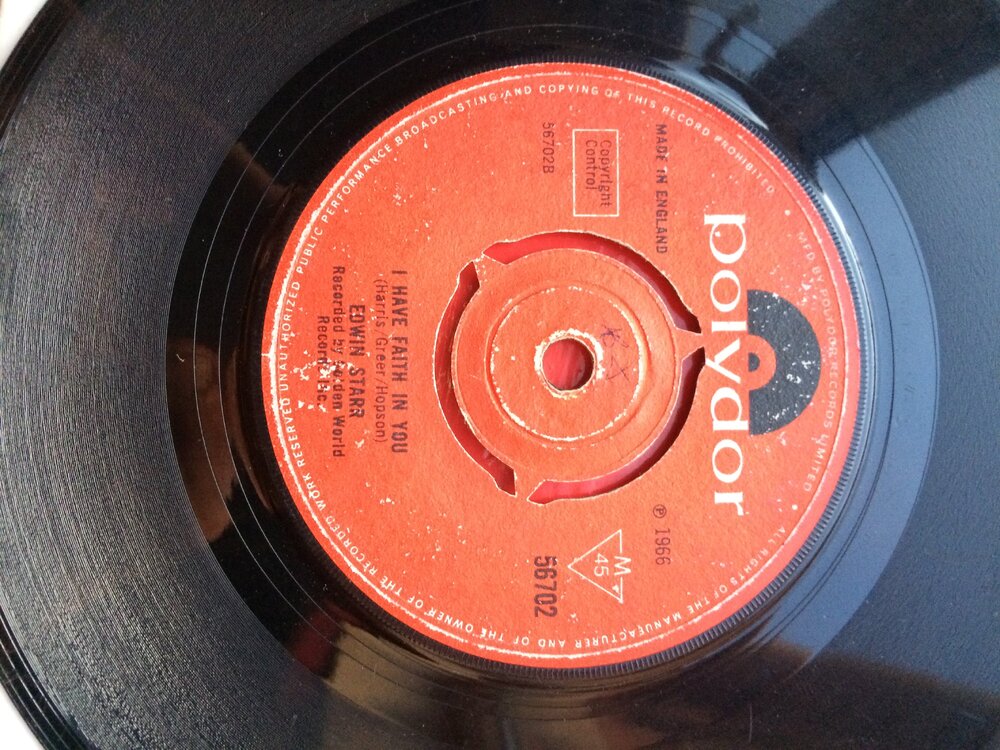 MFD BY POLYDOR RECORDS LIMITED • ALL RIGHTS OF THE MANUFACTURER AND OF THE OWNER OF THE RECORDED WORK RESERVED UNAUTHORIZED PUBLIC PERFORMANCE BROADCASTING AND COPYING OF THIS RECORD PROHIBITED •
polydor
MADE IN ENGLAND
℗ 1966
Copyright
Control
M
45
56702B
56702
I HAVE FAITH IN YOU
(Harris/Greer/Hopson)
EDWIN STARR
Recorded by Golden World
Records Inc.